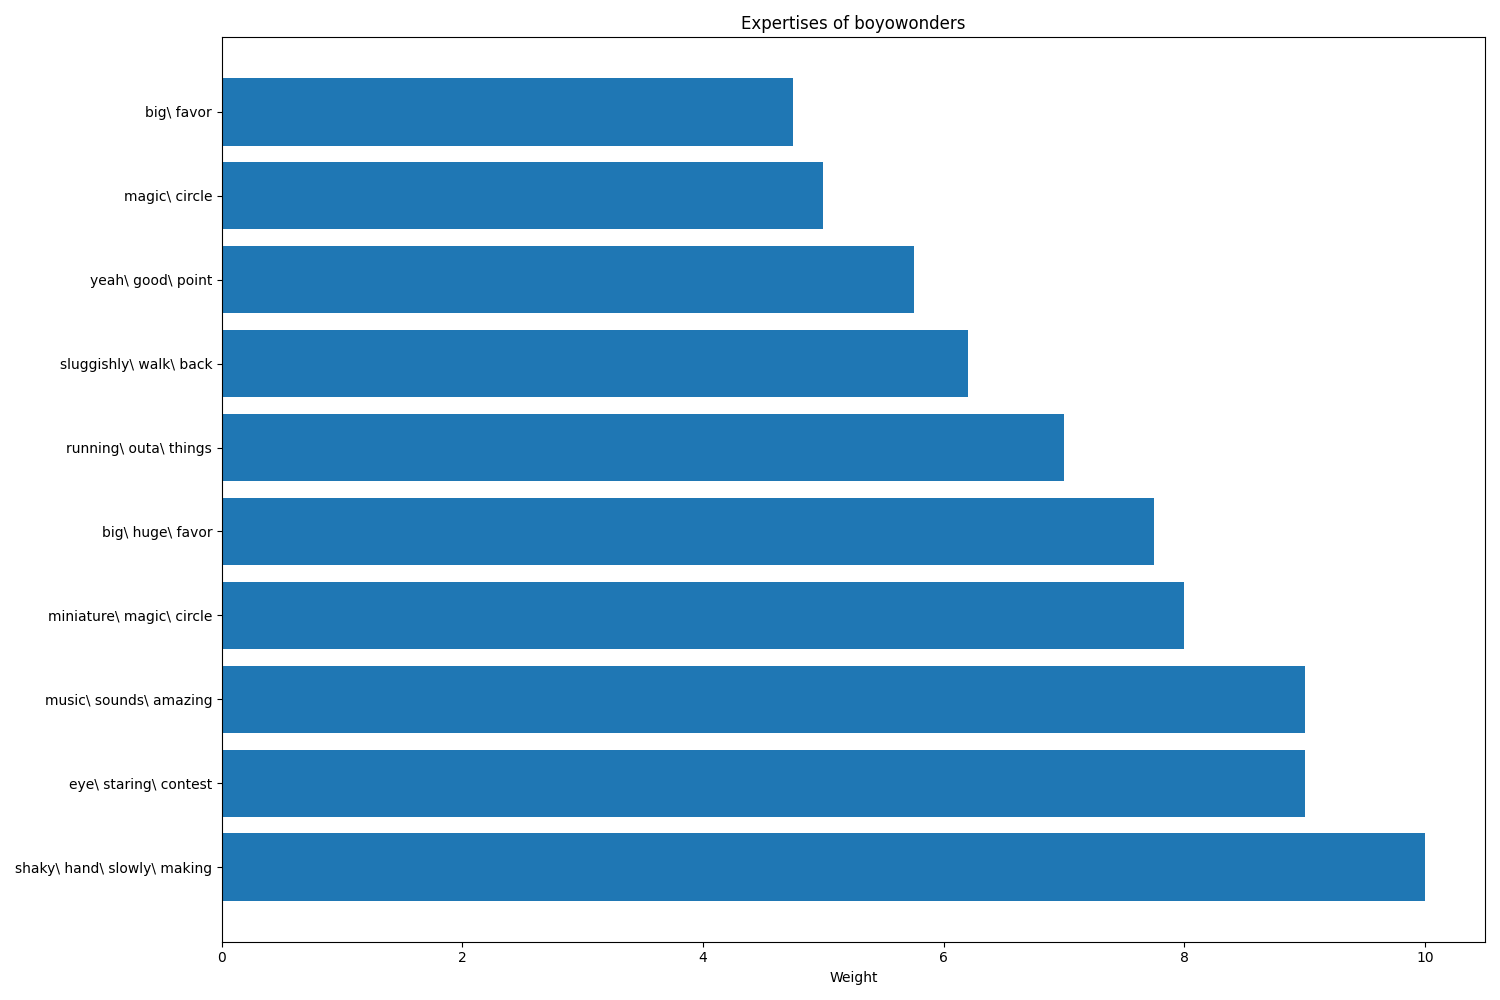 Expertises of boyowonders
big\ favor
magic\ circle
yeah\ good\ point
sluggishly\ walk\ back
running\ outa\ things
big\ huge\ favor
miniature\ magic\ circle
music\ sounds\ amazing
eye\ staring\ contest
shaky\ hand\ slowly\ making
0 2 4 6 8 10
Weight